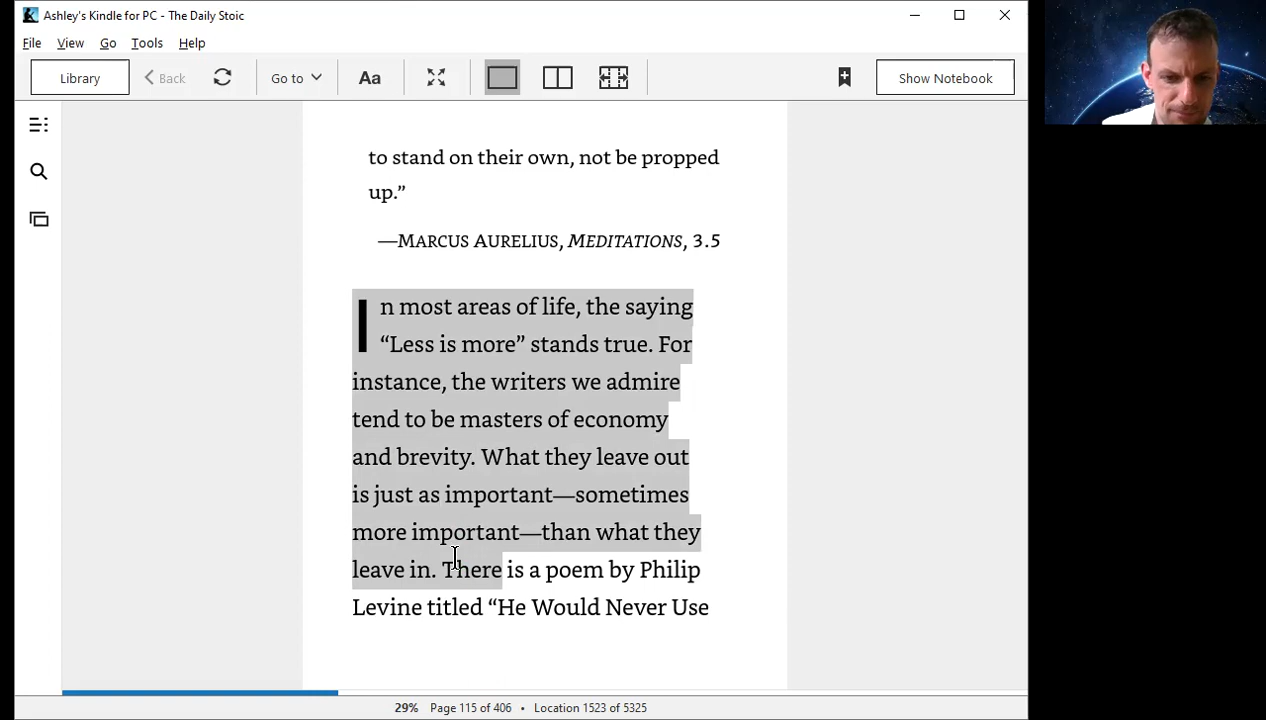 Ashley's Kindle for PC - The Daily Stoic
File View Go Tools Help
Library Back Go to Aa Show Notebook
to stand on their own, not be propped
up.”
—MARCUS AURELIUS, MEDITATIONS, 3.5
In most areas of life, the saying
“Less is more” stands true. For
instance, the writers we admire
tend to be masters of economy
and brevity. What they leave out
is just as important—sometimes
more important—than what they
leave in. There is a poem by Philip
Levine titled “He Would Never Use
29% Page 115 of 406 • Location 1523 of 5325